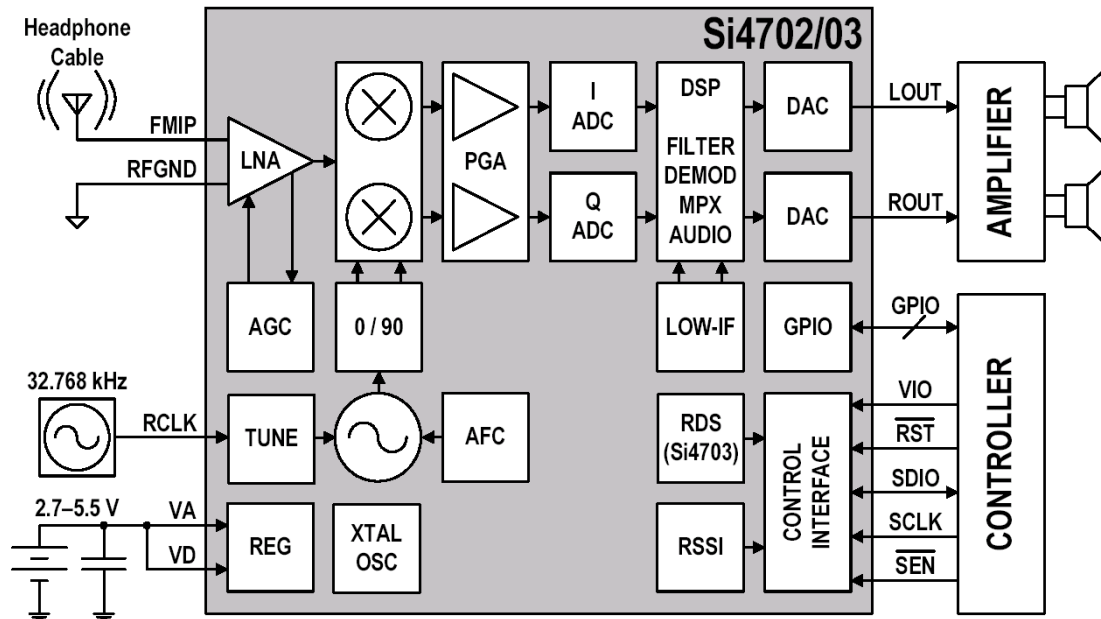 Si4702/03
Headphone
Cable
FMIP
RFGND
LNA
PGA
I
ADC
Q
ADC
DSP
FILTER
DEMOD
MPX
AUDIO
DAC
DAC
LOUT
ROUT
AMPLIFIER
AGC
0 / 90
LOW-IF
GPIO
GPIO
32.768 kHz
RCLK
TUNE
AFC
RDS
(Si4703)
CONTROL
INTERFACE
VIO
RST
SDIO
SCLK
SEN
CONTROLLER
2.7–5.5 V
VA
VD
REG
XTAL
OSC
RSSI